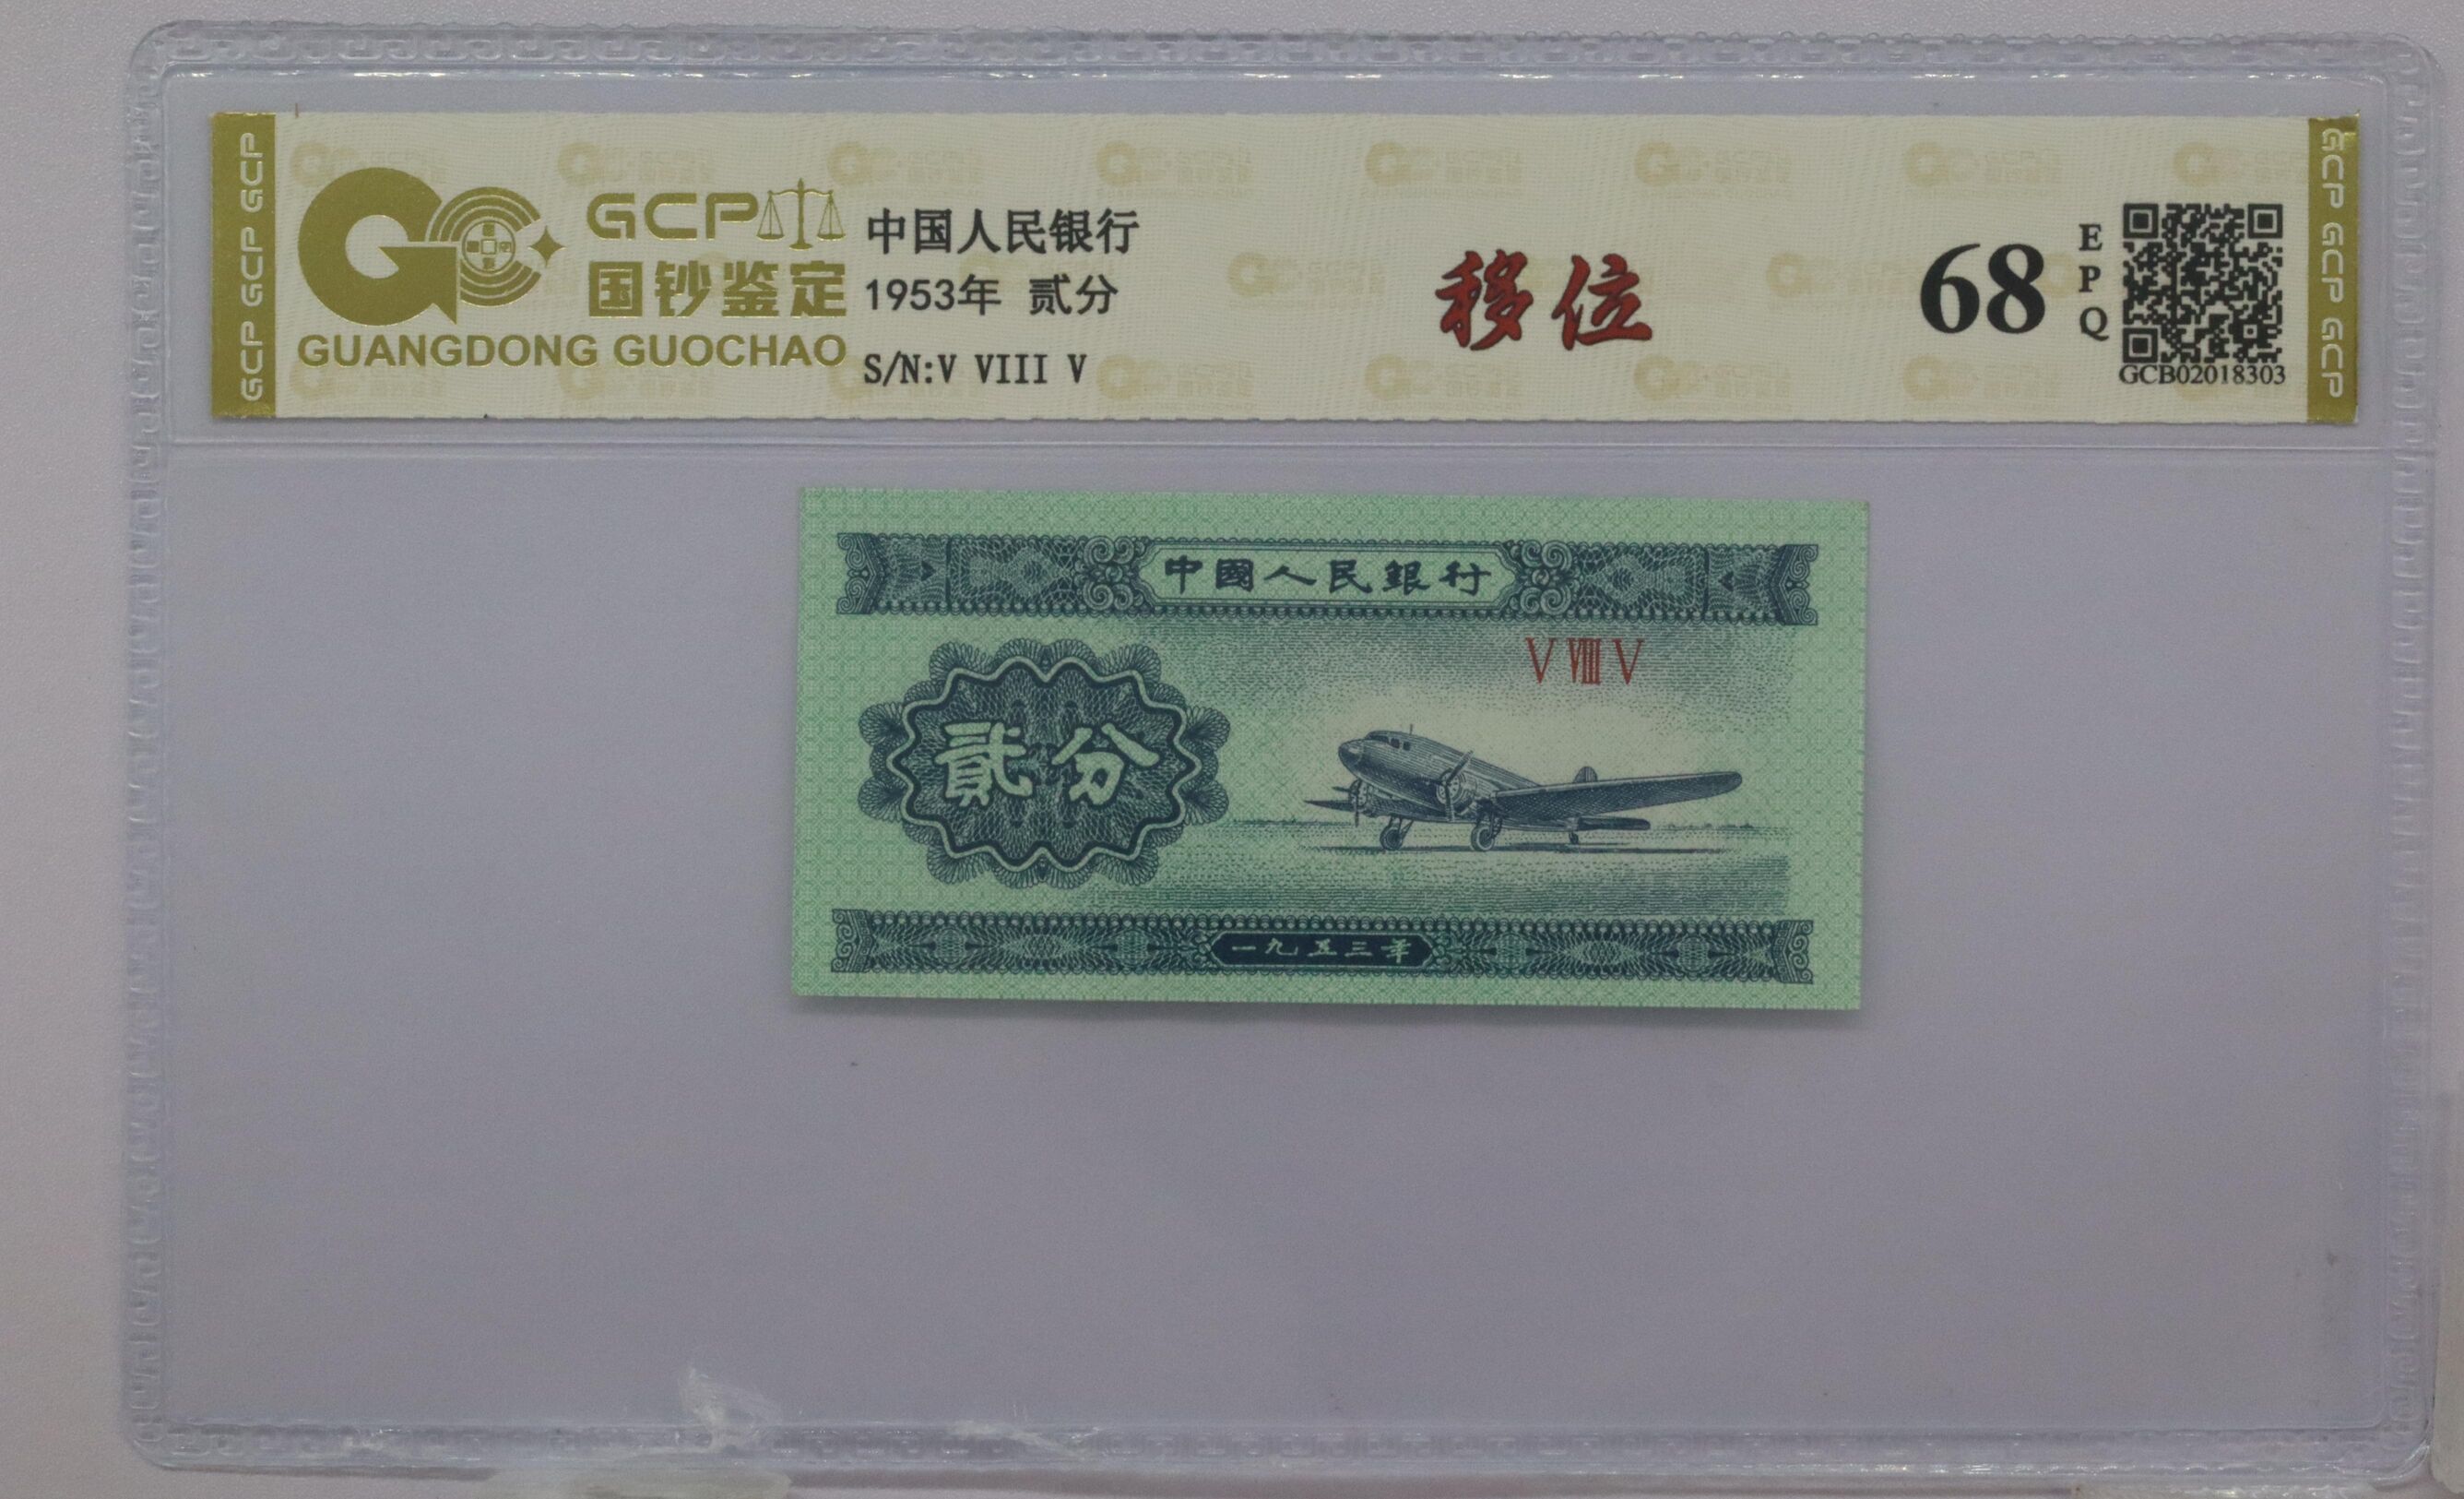 GCP GCP GCP
GCP
国钞鉴定
GUANGDONG GUOCHAO
中国人民银行
1953年 贰分
S/N:V VIII V
移位
68
EPQ
GCB02018303
GCP GCP GCP
中國人民銀行
V VIII V
貳分
一九五三年